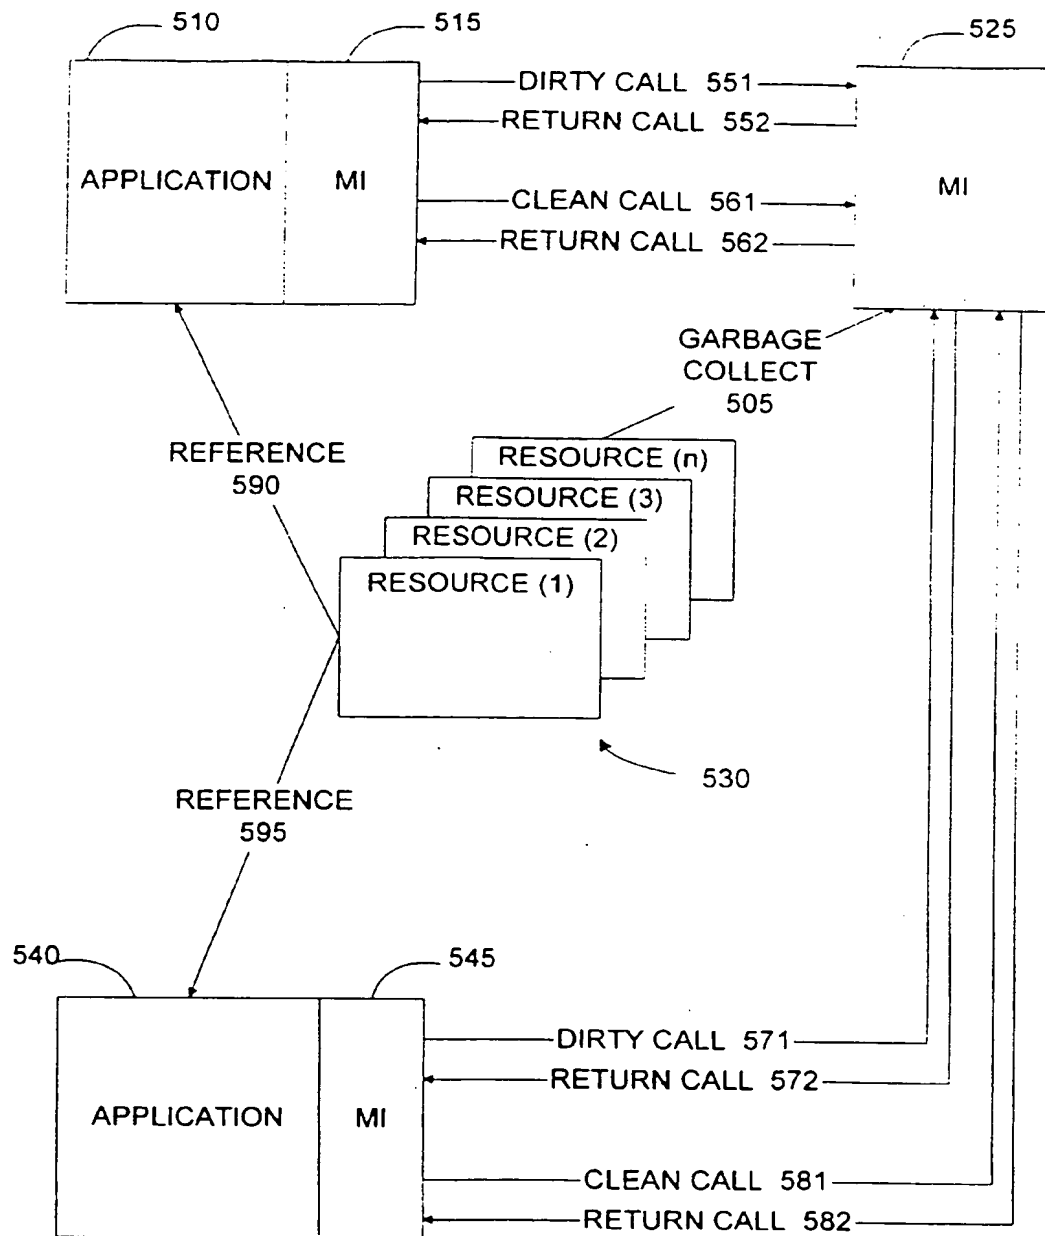 510
515
525
DIRTY CALL 551
RETURN CALL 552
APPLICATION
MI
MI
CLEAN CALL 561
RETURN CALL 562
GARBAGE
COLLECT
505
REFERENCE
590
RESOURCE (n)
RESOURCE (3)
RESOURCE (2)
RESOURCE (1)
530
REFERENCE
595
540
545
DIRTY CALL 571
RETURN CALL 572
APPLICATION
MI
CLEAN CALL 581
RETURN CALL 582